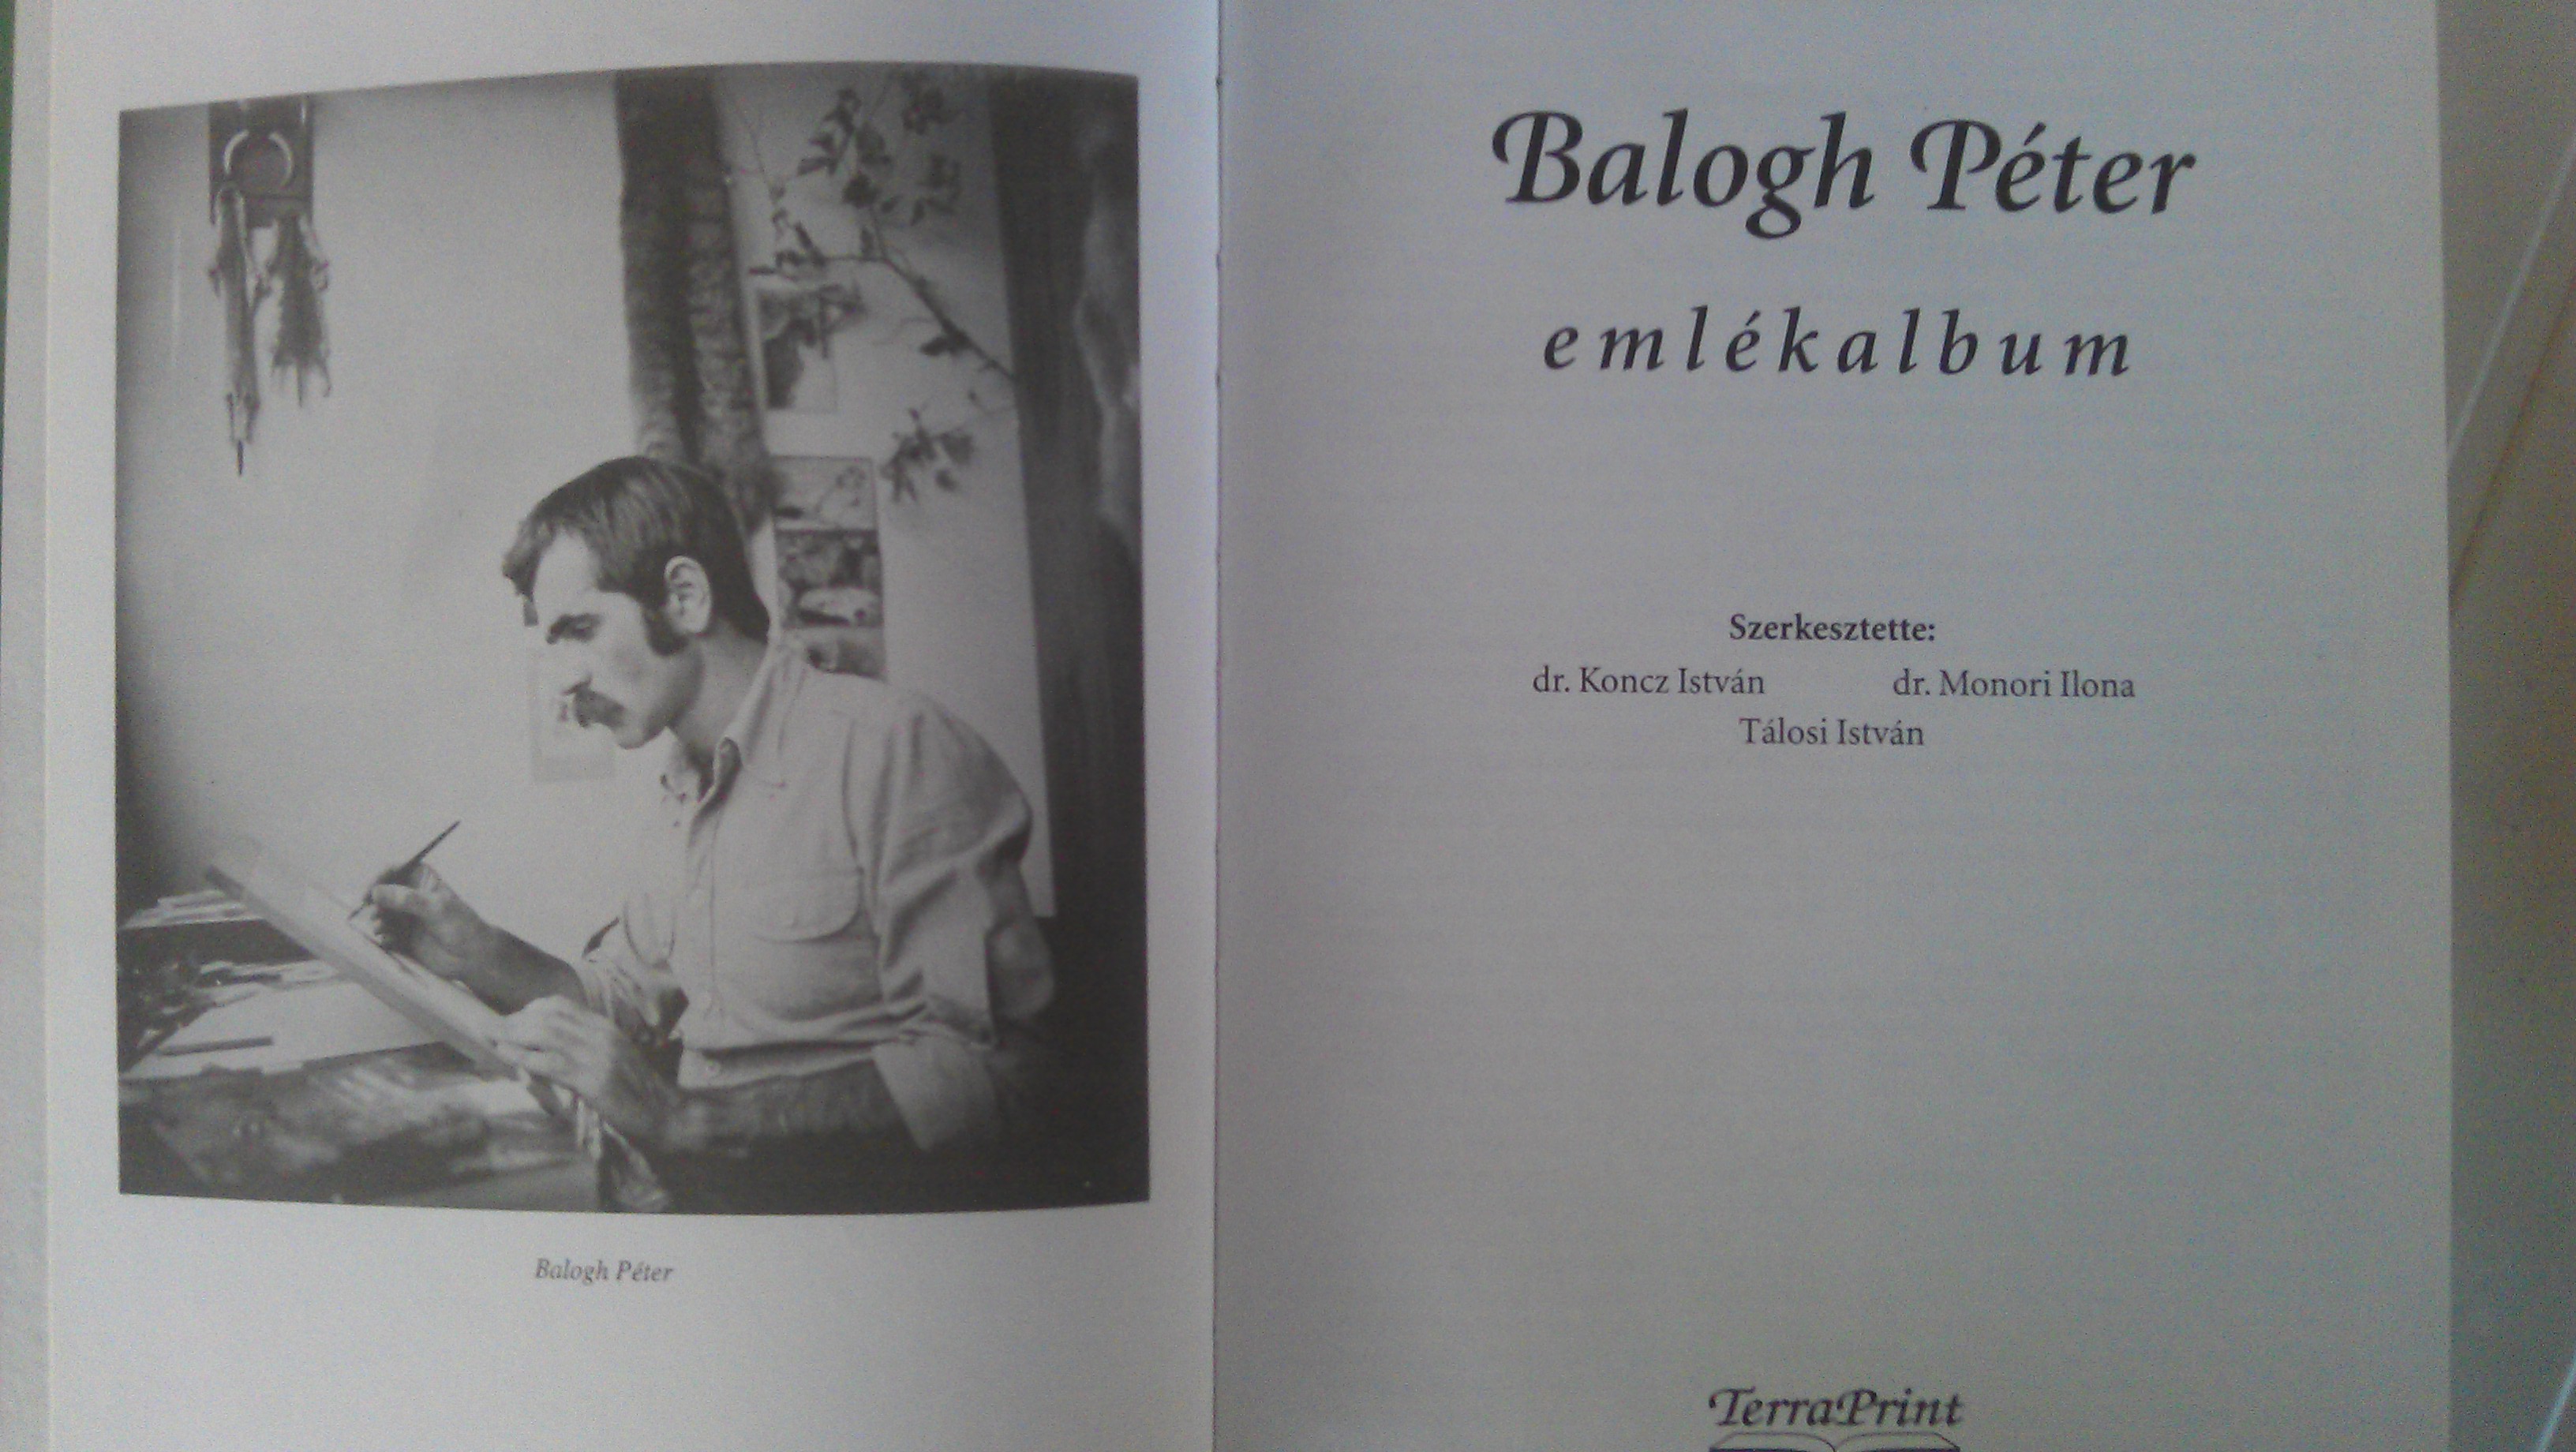 Balogh Péter
Balogh Péter
emlékalbum
Szerkesztette:
dr. Koncz István dr. Monori Ilona
Tálosi István
TerraPrint